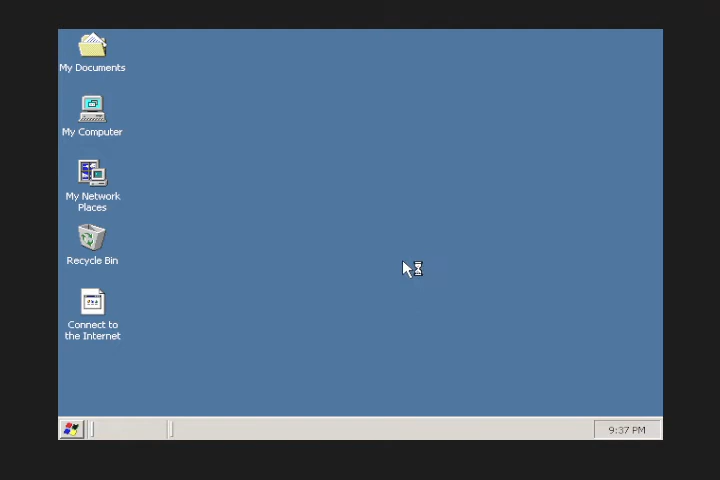 My Documents
My Computer
My Network
Places
Recycle Bin
Connect to
the Internet
9:37 PM